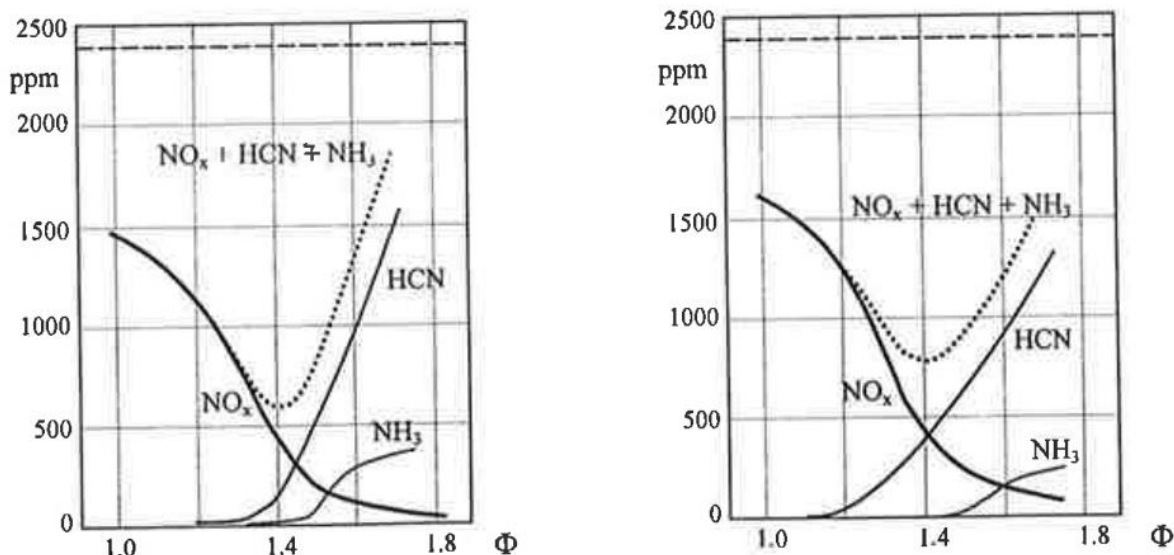 2500
ppm
2000
NOₓ + HCN + NH₃
1500
HCN
1000
NOₓ
500
NH₃
0
1.0 1.4 1.8 Φ
2500
ppm
2000
1500
NOₓ + HCN + NH₃
1000
HCN
NOₓ
500
NH₃
0
1.0 1.4 1.8 Φ